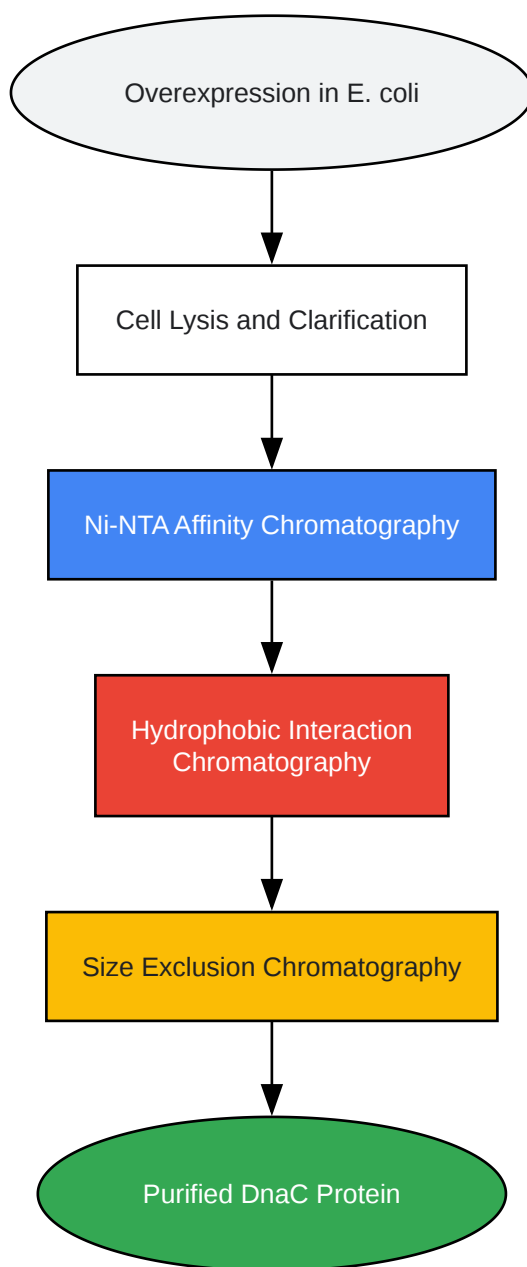 Overexpression in E. coli
Cell Lysis and Clarification
Ni-NTA Affinity Chromatography
Hydrophobic Interaction
Chromatography
Size Exclusion Chromatography
Purified DnaC Protein